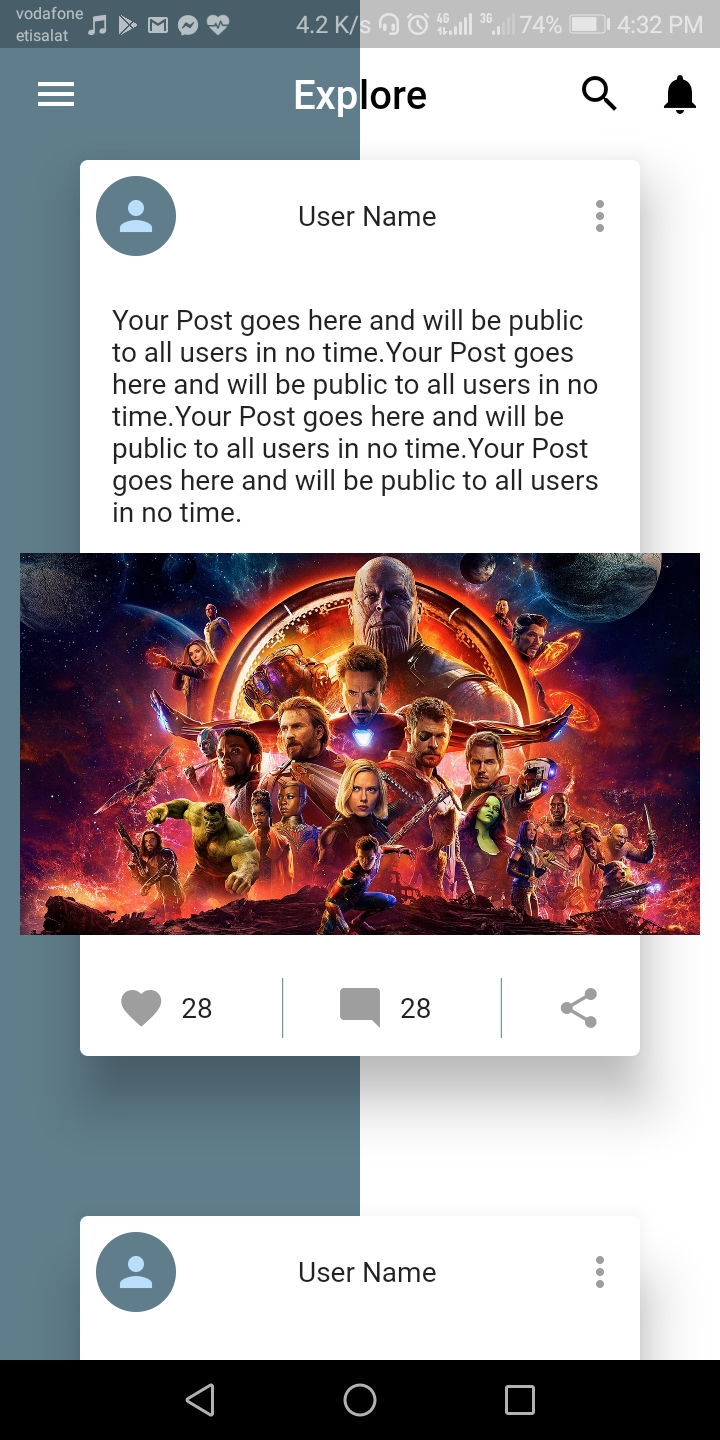 vodafone
etisalat
4.2 K/s 4G 3G 74% 4:32 PM
Explore
User Name
Your Post goes here and will be public
to all users in no time.Your Post goes
here and will be public to all users in no
time.Your Post goes here and will be
public to all users in no time.Your Post
goes here and will be public to all users
in no time.
28 28
User Name